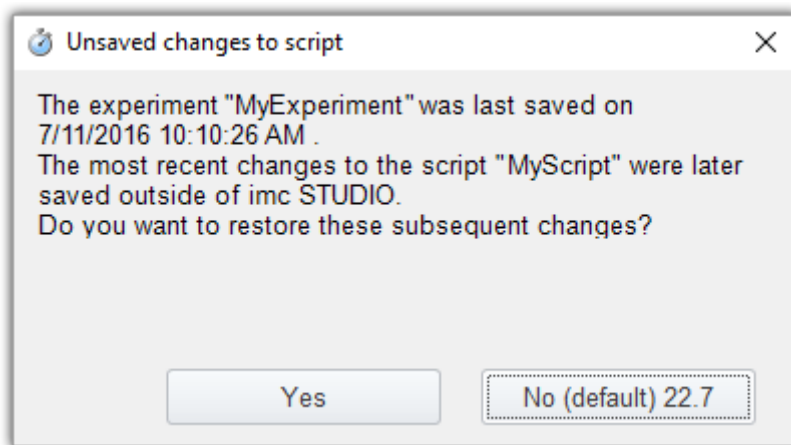 Unsaved changes to script
The experiment "MyExperiment" was last saved on
7/11/2016 10:10:26 AM .
The most recent changes to the script "MyScript" were later
saved outside of imc STUDIO.
Do you want to restore these subsequent changes?
Yes
No (default) 22.7